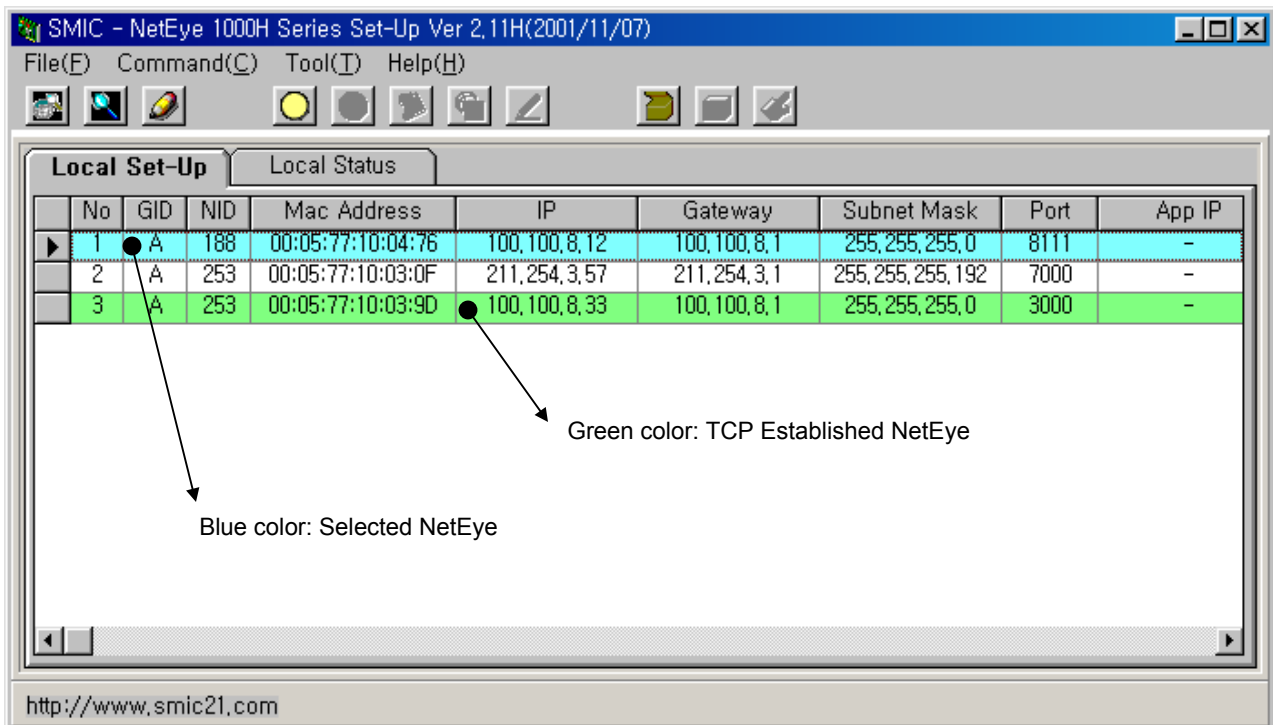 SMIC - NetEye 1000H Series Set-Up Ver 2,11H(2001/11/07)
File(F) Command(C) Tool(T) Help(H)
Local Set-Up Local Status
No GID NID Mac Address IP Gateway Subnet Mask Port App IP
1 A 188 00:05:77:10:04:76 100,100,8,12 100,100,8,1 255,255,255,0 8111 -
2 A 253 00:05:77:10:03:0F 211,254,3,57 211,254,3,1 255,255,255,192 7000 -
3 A 253 00:05:77:10:03:9D 100,100,8,33 100,100,8,1 255,255,255,0 3000 -
Green color: TCP Established NetEye
Blue color: Selected NetEye
http://www,smic21,com